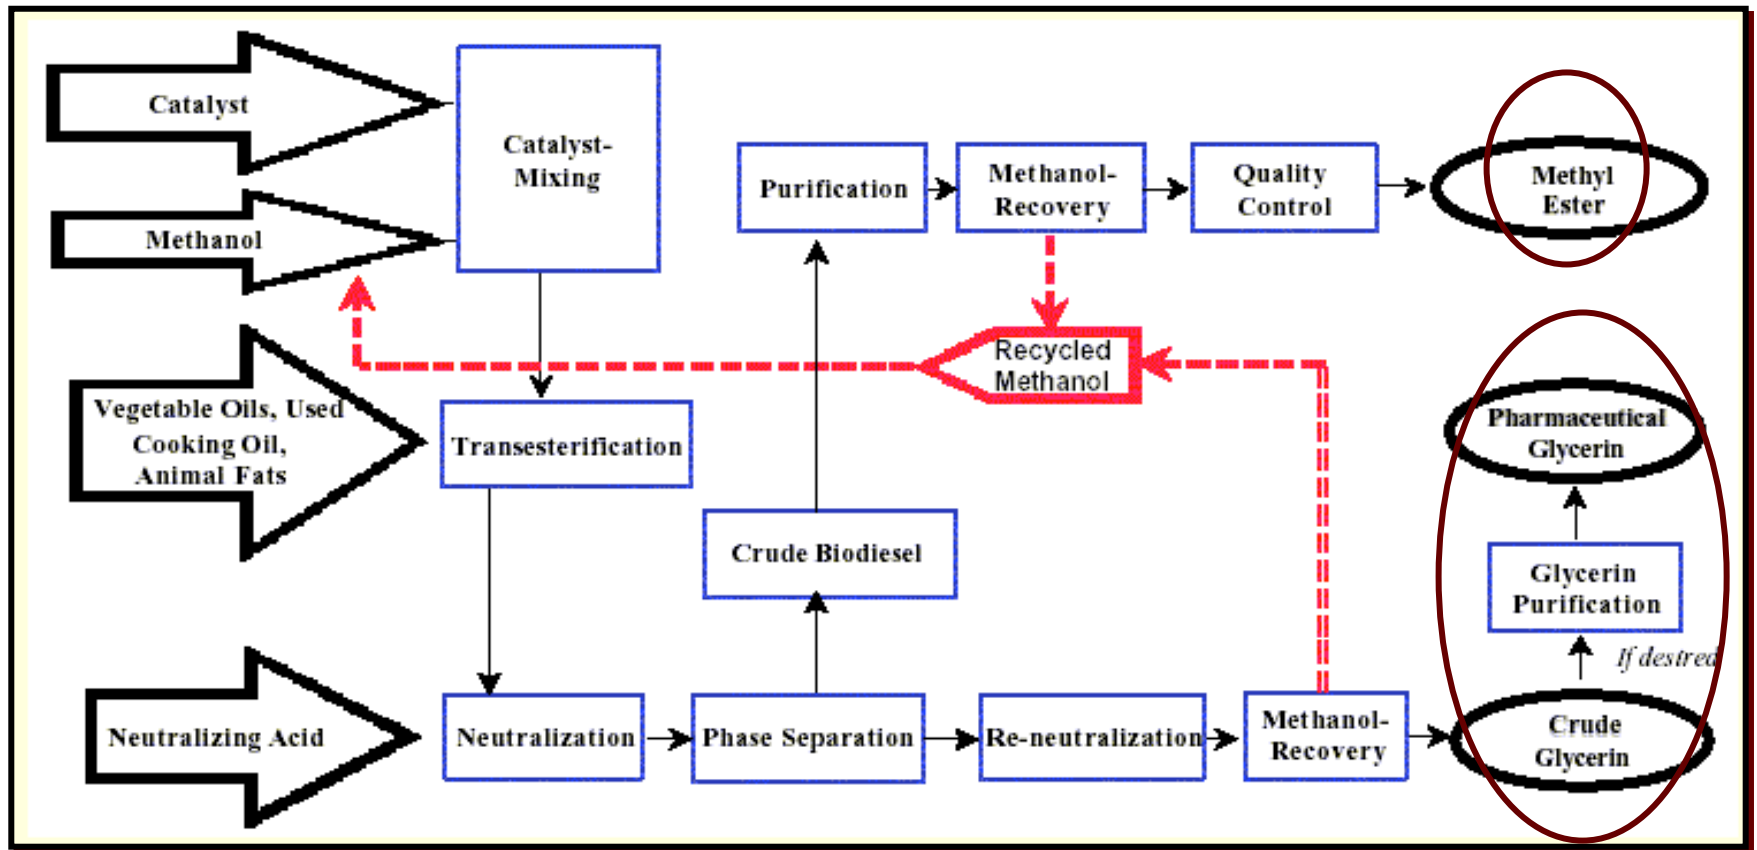 Catalyst
Catalyst-
Mixing
Methanol
Purification
Methanol-
Recovery
Quality
Control
Methyl
Ester
Recycled
Methanol
Vegetable Oils, Used
Cooking Oil,
Animal Fats
Transesterification
Pharmaceutical
Glycerin
Crude Biodiesel
Glycerin
Purification
If desired
Neutralizing Acid
Neutralization
Phase Separation
Re-neutralization
Methanol-
Recovery
Crude
Glycerin